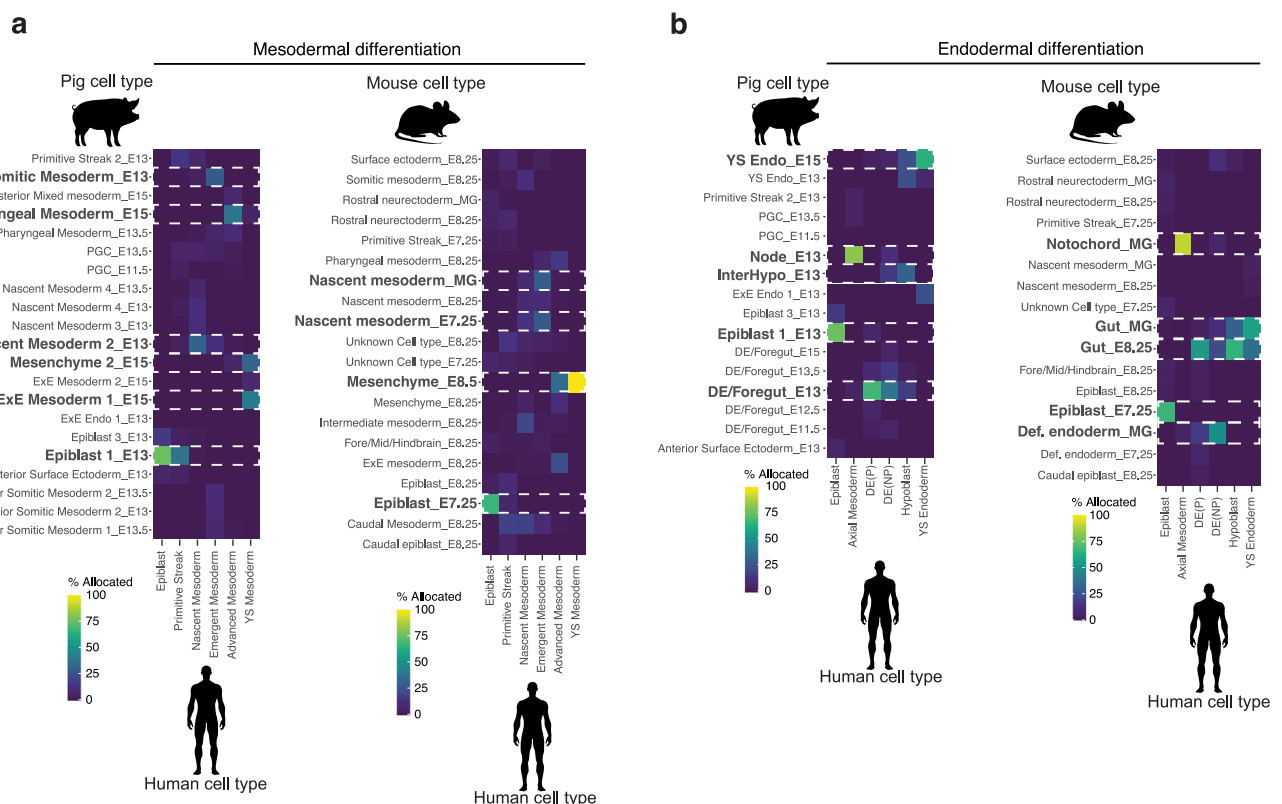 a
Mesodermal differentiation
Pig cell type
Mouse cell type
Primitive Streak 2_E13
omitic Mesoderm_E13
sterior Mixed mesoderm_E15
ngeal Mesoderm_E15
Pharyngeal Mesoderm_E13.5
PGC_E13.5
PGC_E11.5
Nascent Mesoderm 4_E13.5
Nascent Mesoderm 4_E13
Nascent Mesoderm 3_E13
cent Mesoderm 2_E13
Mesenchyme 2_E15
ExE Mesoderm 2_E15
ExE Mesoderm 1_E15
ExE Endo 1_E13
Epiblast 3_E13
Epiblast 1_E13
terior Surface Ectoderm_E13
r Somitic Mesoderm 2_E13.5
rior Somitic Mesoderm 2_E13
r Somitic Mesoderm 1_E13.5
Epiblast
Primitive Streak
Nascent Mesoderm
Emergent Mesoderm
Advanced Mesoderm
YS Mesoderm
% Allocated
100
75
50
25
0
Human cell type
Surface ectoderm_E8.25
Somitic mesoderm_E8.25
Rostral neurectoderm_MG
Rostral neurectoderm_E8.25
Primitive Streak_E7.25
Pharyngeal mesoderm_E8.25
Nascent mesoderm_MG
Nascent mesoderm_E8.25
Nascent mesoderm_E7.25
Unknown Cell type_E8.25
Unknown Cell type_E7.25
Mesenchyme_E8.5
Mesenchyme_E8.25
Intermediate mesoderm_E8.25
Fore/Mid/Hindbrain_E8.25
ExE mesoderm_E8.25
Epiblast_E8.25
Epiblast_E7.25
Caudal Mesoderm_E8.25
Caudal epiblast_E8.25
Epiblast
Primitive Streak
Nascent Mesoderm
Emergent Mesoderm
Advanced Mesoderm
YS Mesoderm
% Allocated
100
75
50
25
0
Human cell type
b
Endodermal differentiation
Pig cell type
Mouse cell type
YS Endo_E15
YS Endo_E13
Primitive Streak 2_E13
PGC_E13.5
PGC_E11.5
Node_E13
InterHypo_E13
ExE Endo 1_E13
Epiblast 3_E13
Epiblast 1_E13
DE/Foregut_E15
DE/Foregut_E13.5
DE/Foregut_E13
DE/Foregut_E12.5
DE/Foregut_E11.5
Anterior Surface Ectoderm_E13
Epiblast
Axial Mesoderm
DE(P)
DE(NP)
Hypoblast
YS Endoderm
% Allocated
100
75
50
25
0
Human cell type
Surface ectoderm_E8.25
Rostral neurectoderm_MG
Rostral neurectoderm_E8.25
Primitive Streak_E7.25
Notochord_MG
Nascent mesoderm_MG
Nascent mesoderm_E8.25
Unknown Cell type_E7.25
Gut_MG
Gut_E8.25
Fore/Mid/Hindbrain_E8.25
Epiblast_E8.25
Epiblast_E7.25
Def. endoderm_MG
Def. endoderm_E7.25
Caudal epiblast_E8.25
Epiblast
Axial Mesoderm
DE(P)
DE(NP)
Hypoblast
YS Endoderm
% Allocated
100
75
50
25
0
Human cell type